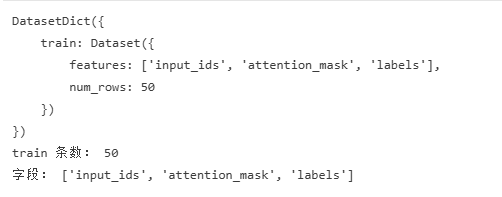 DatasetDict({
    train: Dataset({
        features: ['input_ids', 'attention_mask', 'labels'],
        num_rows: 50
    })
})
train 条数： 50
字段： ['input_ids', 'attention_mask', 'labels']